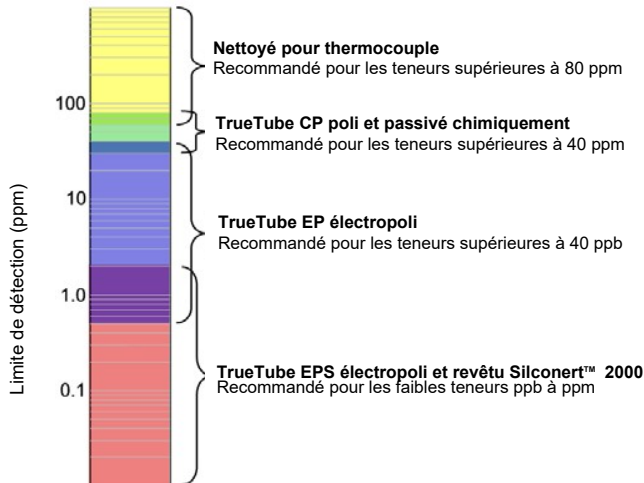 Nettoyé pour thermocouple
Recommandé pour les teneurs supérieures à 80 ppm
100
TrueTube CP poli et passivé chimiquement
Recommandé pour les teneurs supérieures à 40 ppm
Limite de détection (ppm)
10
TrueTube EP électropoli
Recommandé pour les teneurs supérieures à 40 ppb
1.0
TrueTube EPS électropoli et revêtu Silconert™ 2000
Recommandé pour les faibles teneurs ppb à ppm
0.1